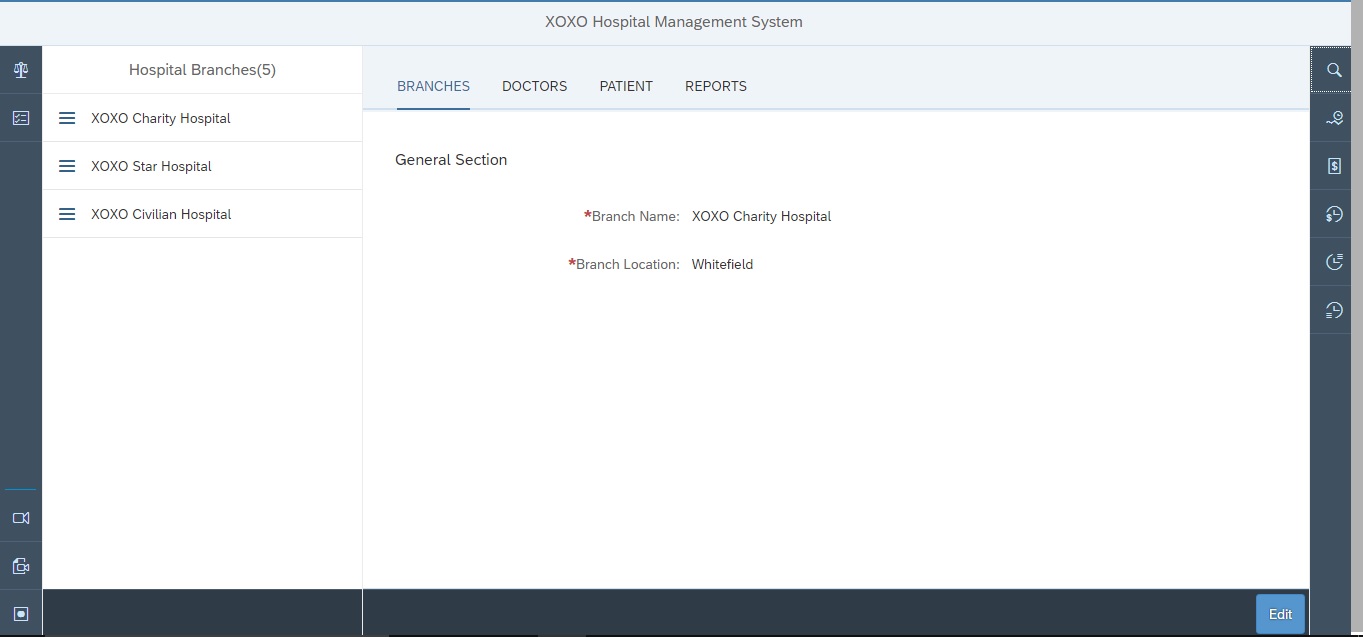 XOXO Hospital Management System
Hospital Branches(5)
XOXO Charity Hospital
XOXO Star Hospital
XOXO Civilian Hospital
BRANCHES DOCTORS PATIENT REPORTS
General Section
*Branch Name: XOXO Charity Hospital
*Branch Location: Whitefield
Edit